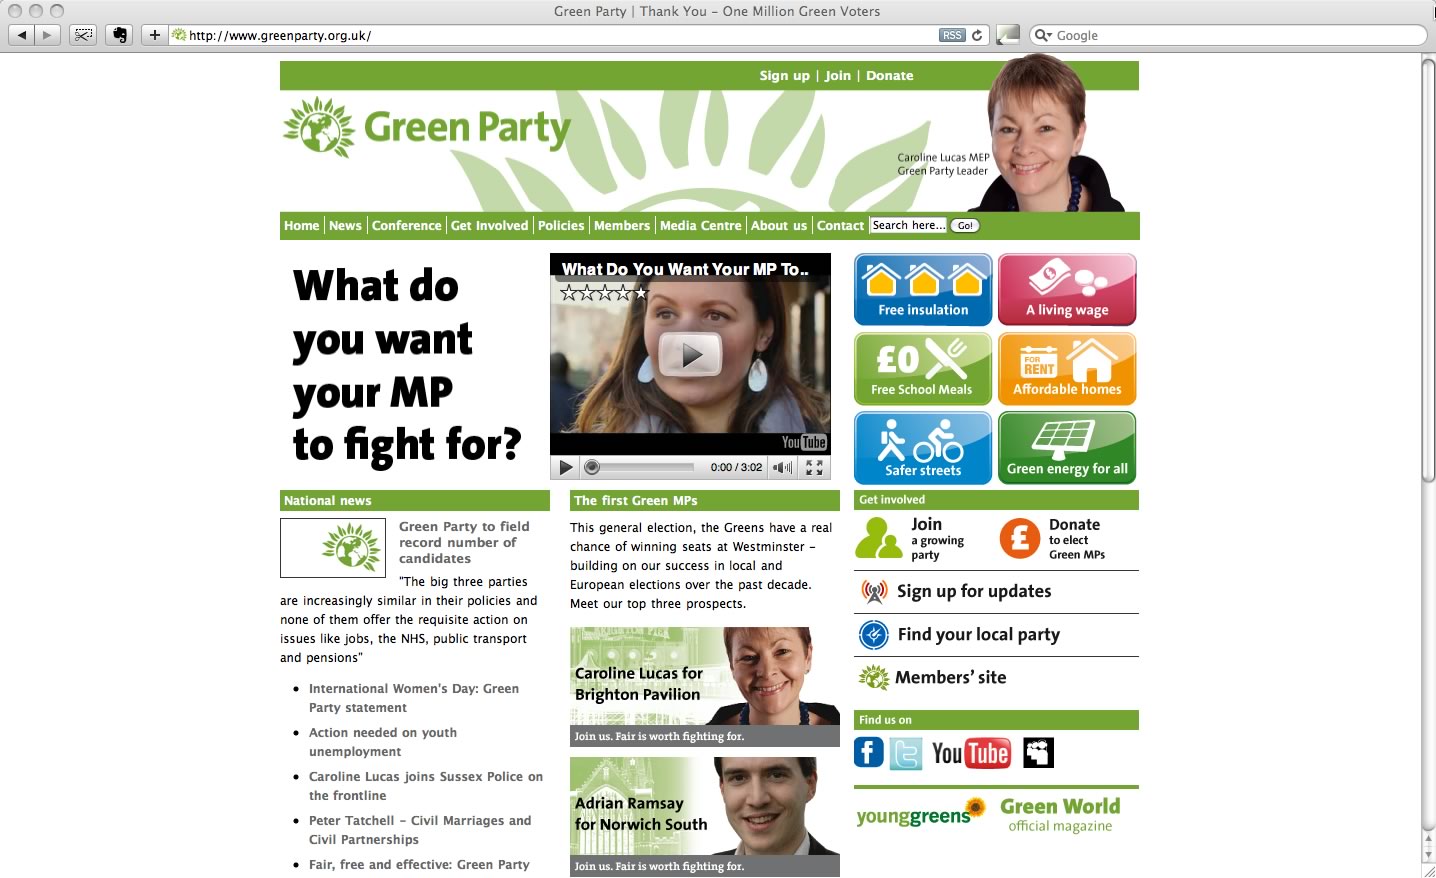 Green Party | Thank You – One Million Green Voters
http://www.greenparty.org.uk/
RSS
Google
Sign up | Join | Donate
Green Party
Caroline Lucas MEP
Green Party Leader
Home
News
Conference
Get Involved
Policies
Members
Media Centre
About us
Contact
Search here...
Go!
What do
you want
your MP
to fight for?
What Do You Want Your MP To..
YouTube
0:00 / 3:02
Free insulation
A living wage
£0
Free School Meals
FOR
RENT
Affordable homes
Safer streets
Green energy for all
National news
Green Party to field
record number of
candidates
"The big three parties
are increasingly similar in their policies and
none of them offer the requisite action on
issues like jobs, the NHS, public transport
and pensions"
International Women's Day: Green
Party statement
Action needed on youth
unemployment
Caroline Lucas joins Sussex Police on
the frontline
Peter Tatchell – Civil Marriages and
Civil Partnerships
Fair, free and effective: Green Party
The first Green MPs
This general election, the Greens have a real
chance of winning seats at Westminster –
building on our success in local and
European elections over the past decade.
Meet our top three prospects.
Caroline Lucas for
Brighton Pavilion
Join us. Fair is worth fighting for.
Adrian Ramsay
for Norwich South
Join us. Fair is worth fighting for.
Get involved
Join
a growing
party
£
Donate
to elect
Green MPs
Sign up for updates
Find your local party
Members' site
Find us on
f
t
YouTube
younggreens
Green World
official magazine